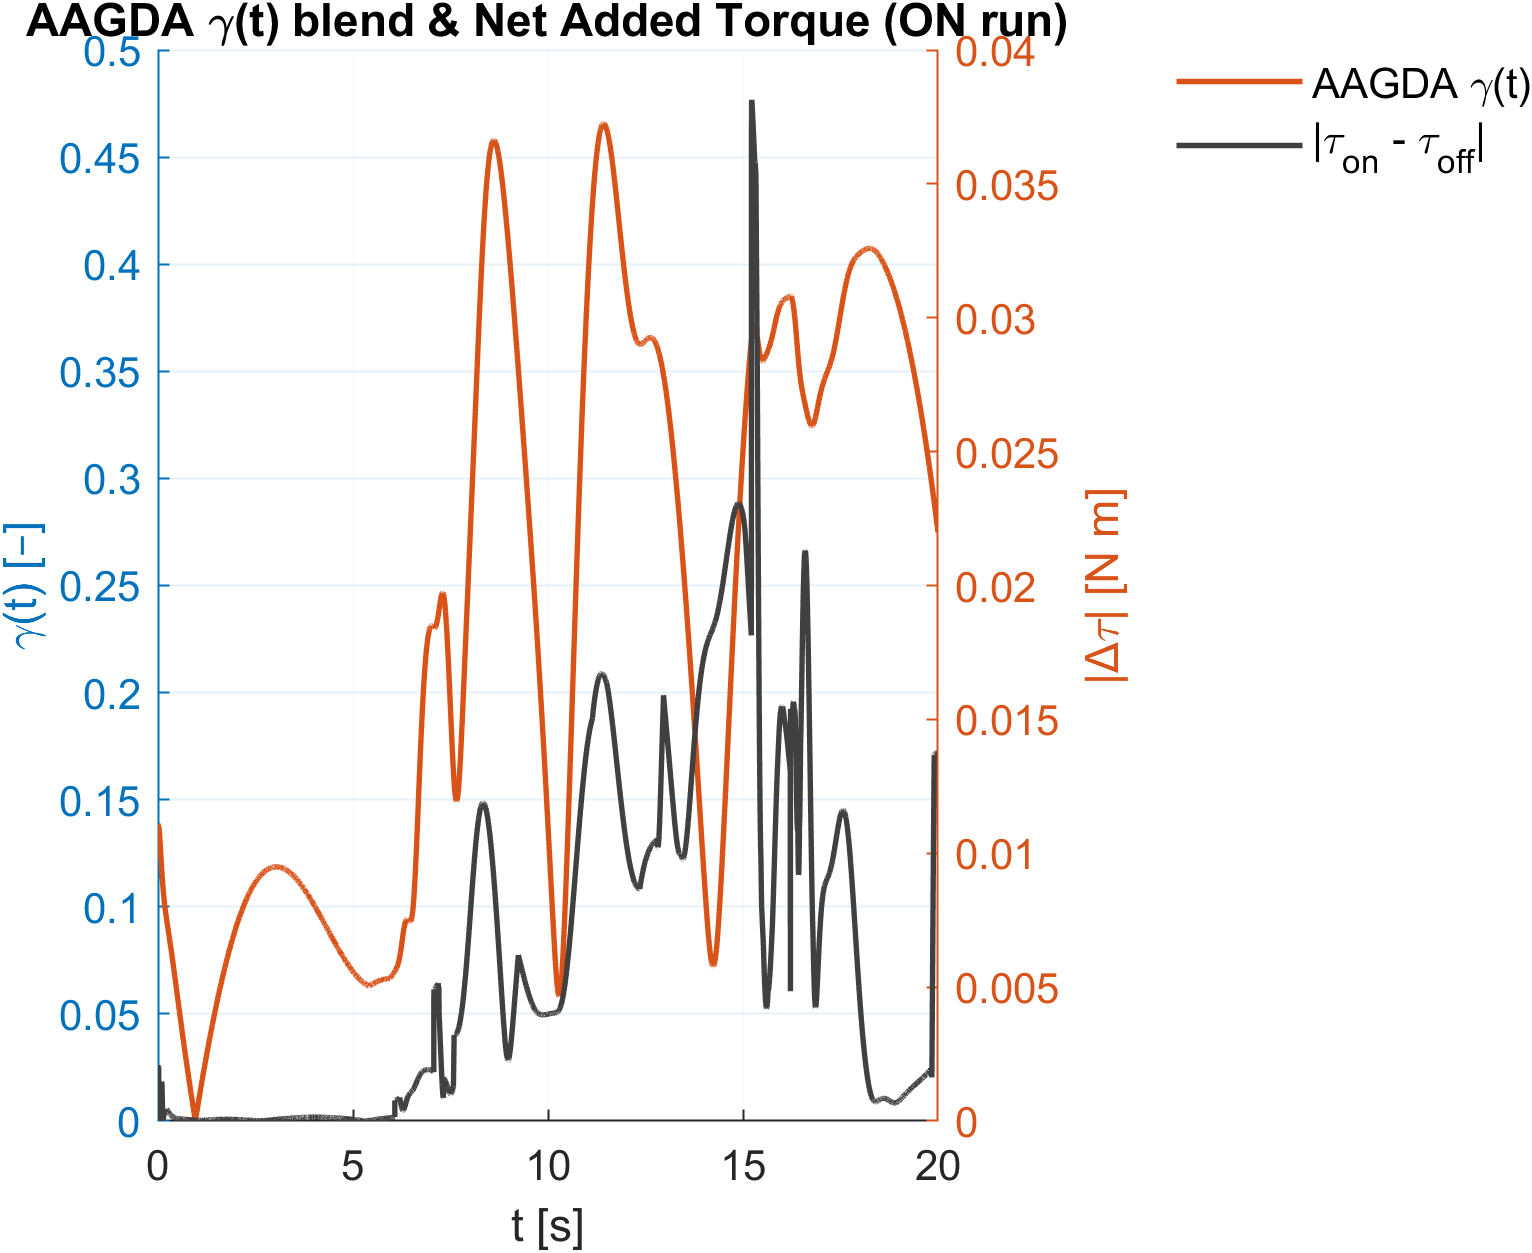 AAGDA γ(t) blend & Net Added Torque (ON run)
AAGDA γ(t)
|τon - τoff|
γ(t) [−]
0.5
0.45
0.4
0.35
0.3
0.25
0.2
0.15
0.1
0.05
0
0.04
0.035
0.03
0.025
0.02
0.015
0.01
0.005
0
|Δτ| [N m]
0 5 10 15 20
t [s]